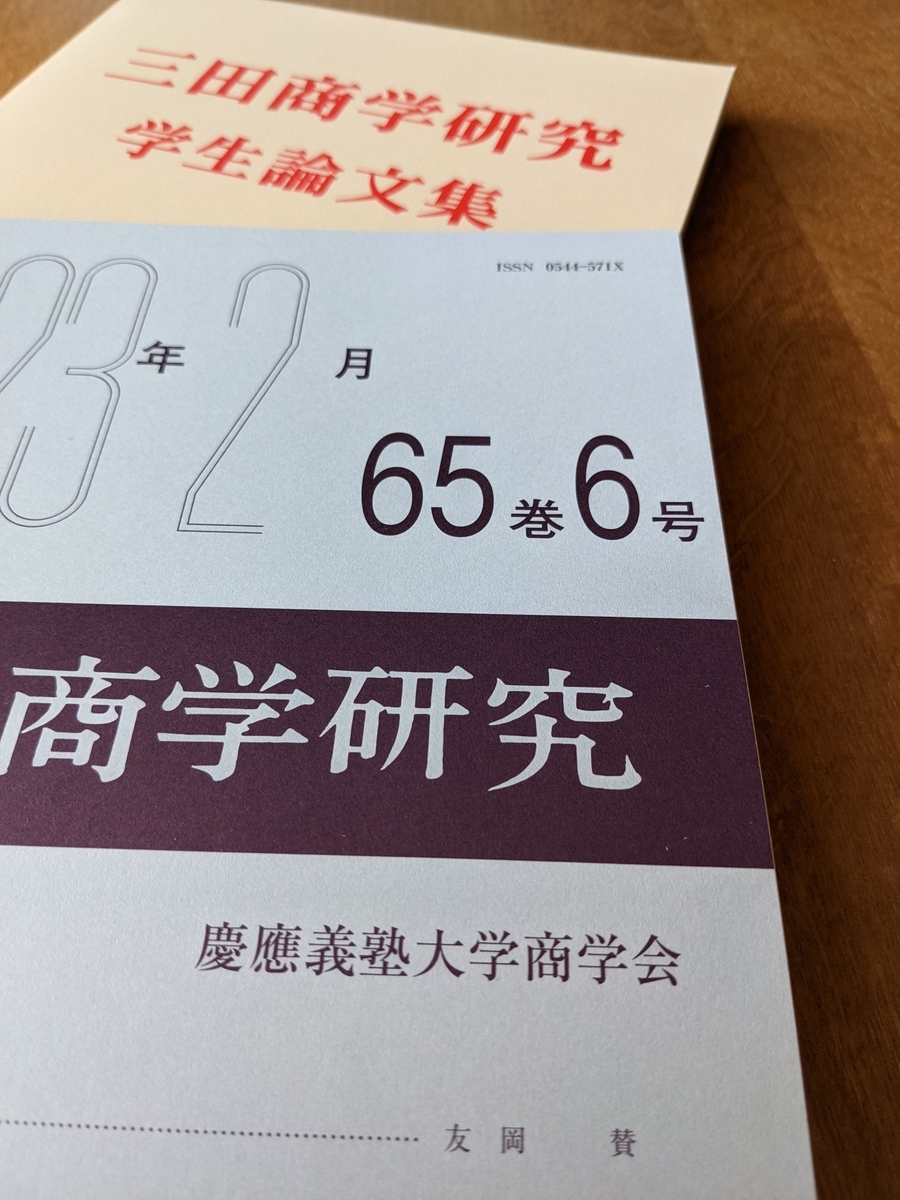 三田商学研究
学生論文集
ISSN 0544-571X
23年2月
65巻6号
商学研究
慶應義塾大学商学会
友岡 賛